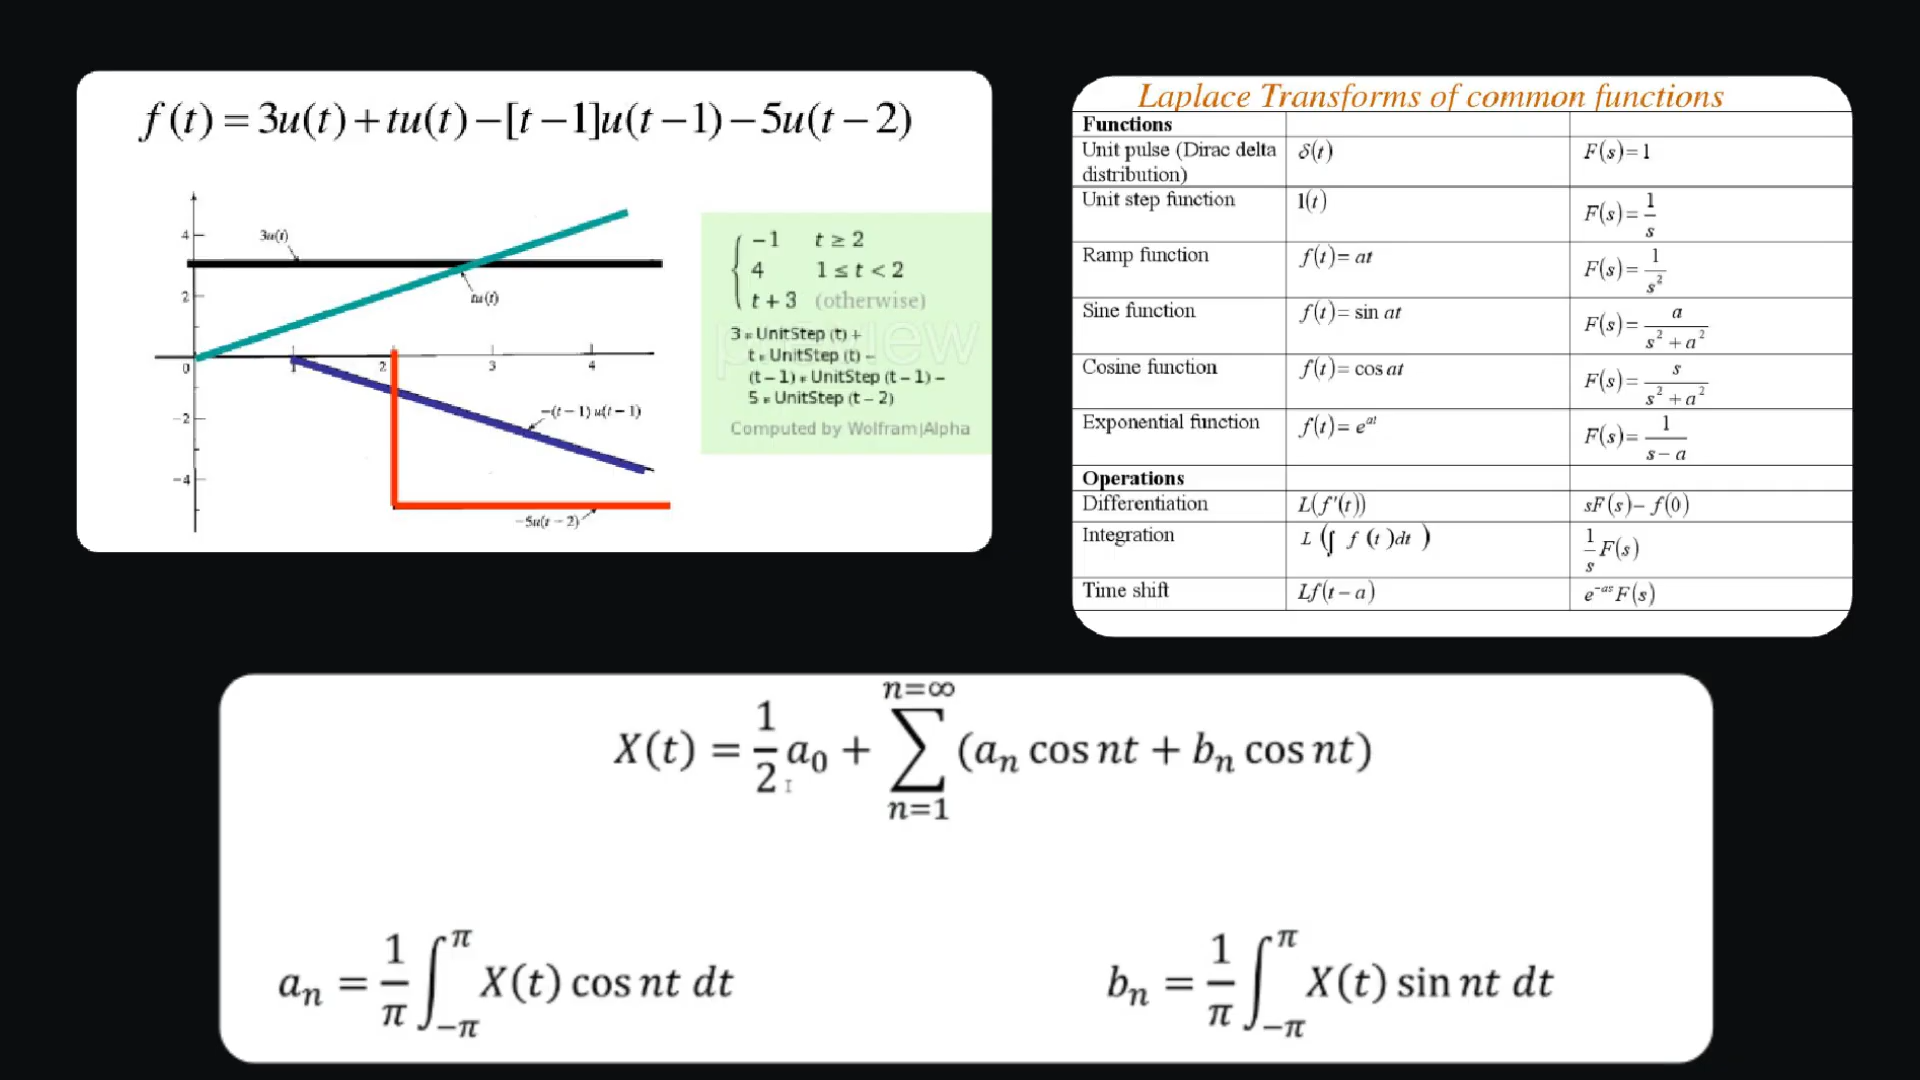 f(t) = 3u(t) + tu(t) − [t − 1]u(t − 1) − 5u(t − 2)
4
3u(t)
2
tu(t)
0
1
2
3
4
−2
−(t − 1) u(t − 1)
−4
−5u(t − 2)
−1 t ≥ 2
4 1 ≤ t < 2
t + 3 (otherwise)
3 * UnitStep (t) +
t * UnitStep (t) −
(t − 1) * UnitStep (t − 1) −
5 * UnitStep (t − 2)
Computed by Wolfram|Alpha
Laplace Transforms of common functions
Functions
Unit pulse (Dirac delta distribution) δ(t) F(s)=1
Unit step function 1(t) F(s)= 1/s
Ramp function f(t)= at F(s)= 1/s²
Sine function f(t)= sin at F(s)= a/(s² + a²)
Cosine function f(t)= cos at F(s)= s/(s² + a²)
Exponential function f(t)= e^{at} F(s)= 1/(s − a)
Operations
Differentiation L(f'(t)) sF(s)− f(0)
Integration L (∫ f (t )dt ) 1/s F(s)
Time shift Lf(t − a) e^{−as} F(s)
X(t) = 1/2 a₀ + ∑_{n=1}^{n=∞} (aₙ cos nt + bₙ cos nt)
aₙ = 1/π ∫_{−π}^{π} X(t) cos nt dt
bₙ = 1/π ∫_{−π}^{π} X(t) sin nt dt